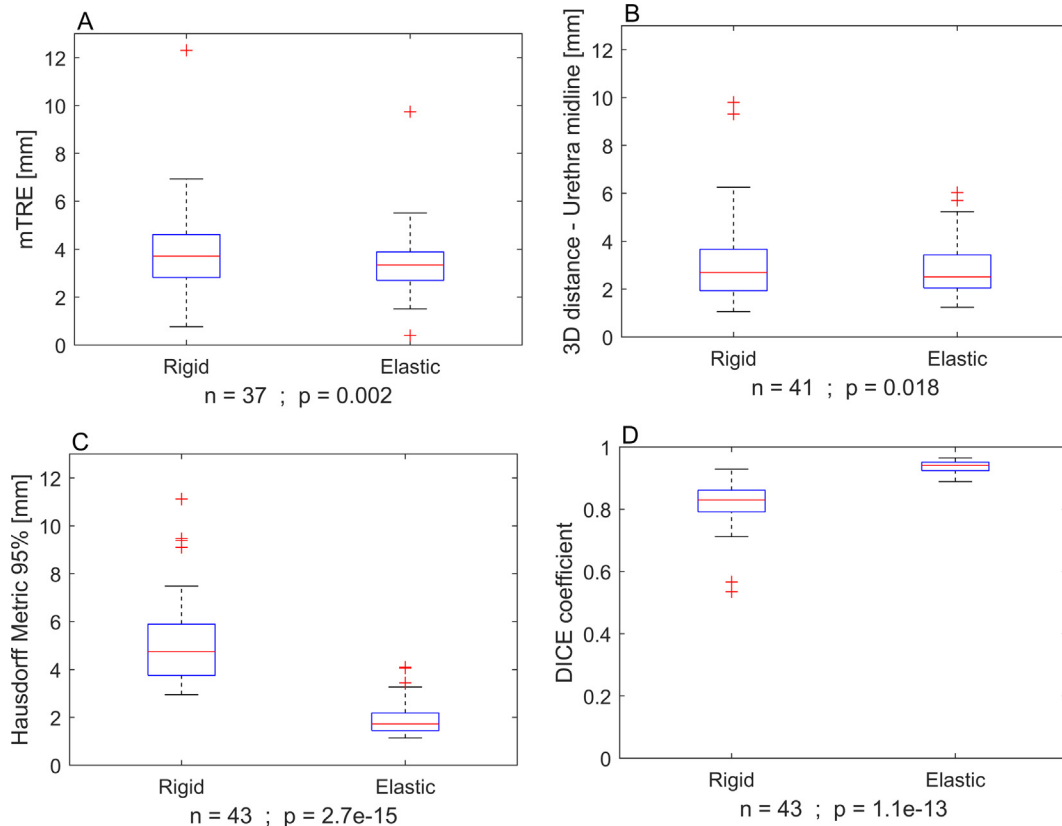 A
mTRE [mm]
12
10
8
6
4
2
0
Rigid Elastic
n = 37 ; p = 0.002
B
3D distance - Urethra midline [mm]
12
10
8
6
4
2
0
Rigid Elastic
n = 41 ; p = 0.018
C
Hausdorff Metric 95% [mm]
12
10
8
6
4
2
0
Rigid Elastic
n = 43 ; p = 2.7e-15
D
DICE coefficient
1
0.8
0.6
0.4
0.2
0
Rigid Elastic
n = 43 ; p = 1.1e-13